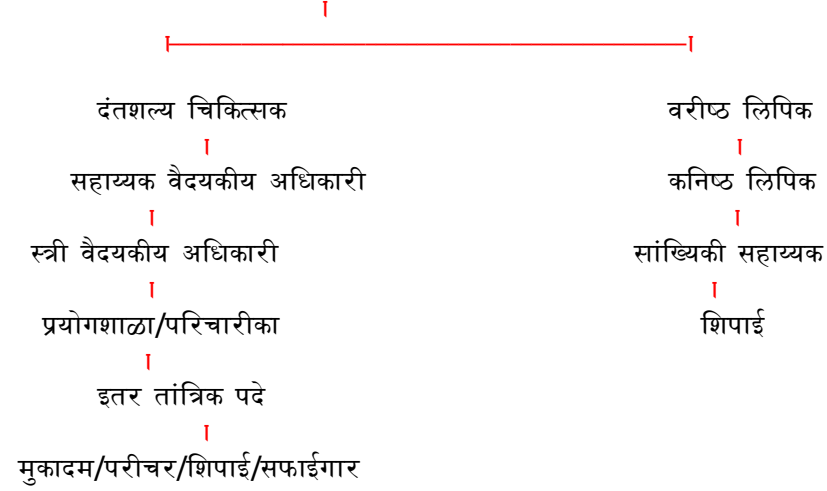 दंतशल्य चिकित्सक
वरीष्ठ लिपिक
सहाय्यक वैदयकीय अधिकारी
कनिष्ठ लिपिक
स्त्री वैदयकीय अधिकारी
सांख्यिकी सहाय्यक
प्रयोगशाळा/परिचारीका
शिपाई
इतर तांत्रिक पदे
मुकादम/परीचर/शिपाई/सफाईगार